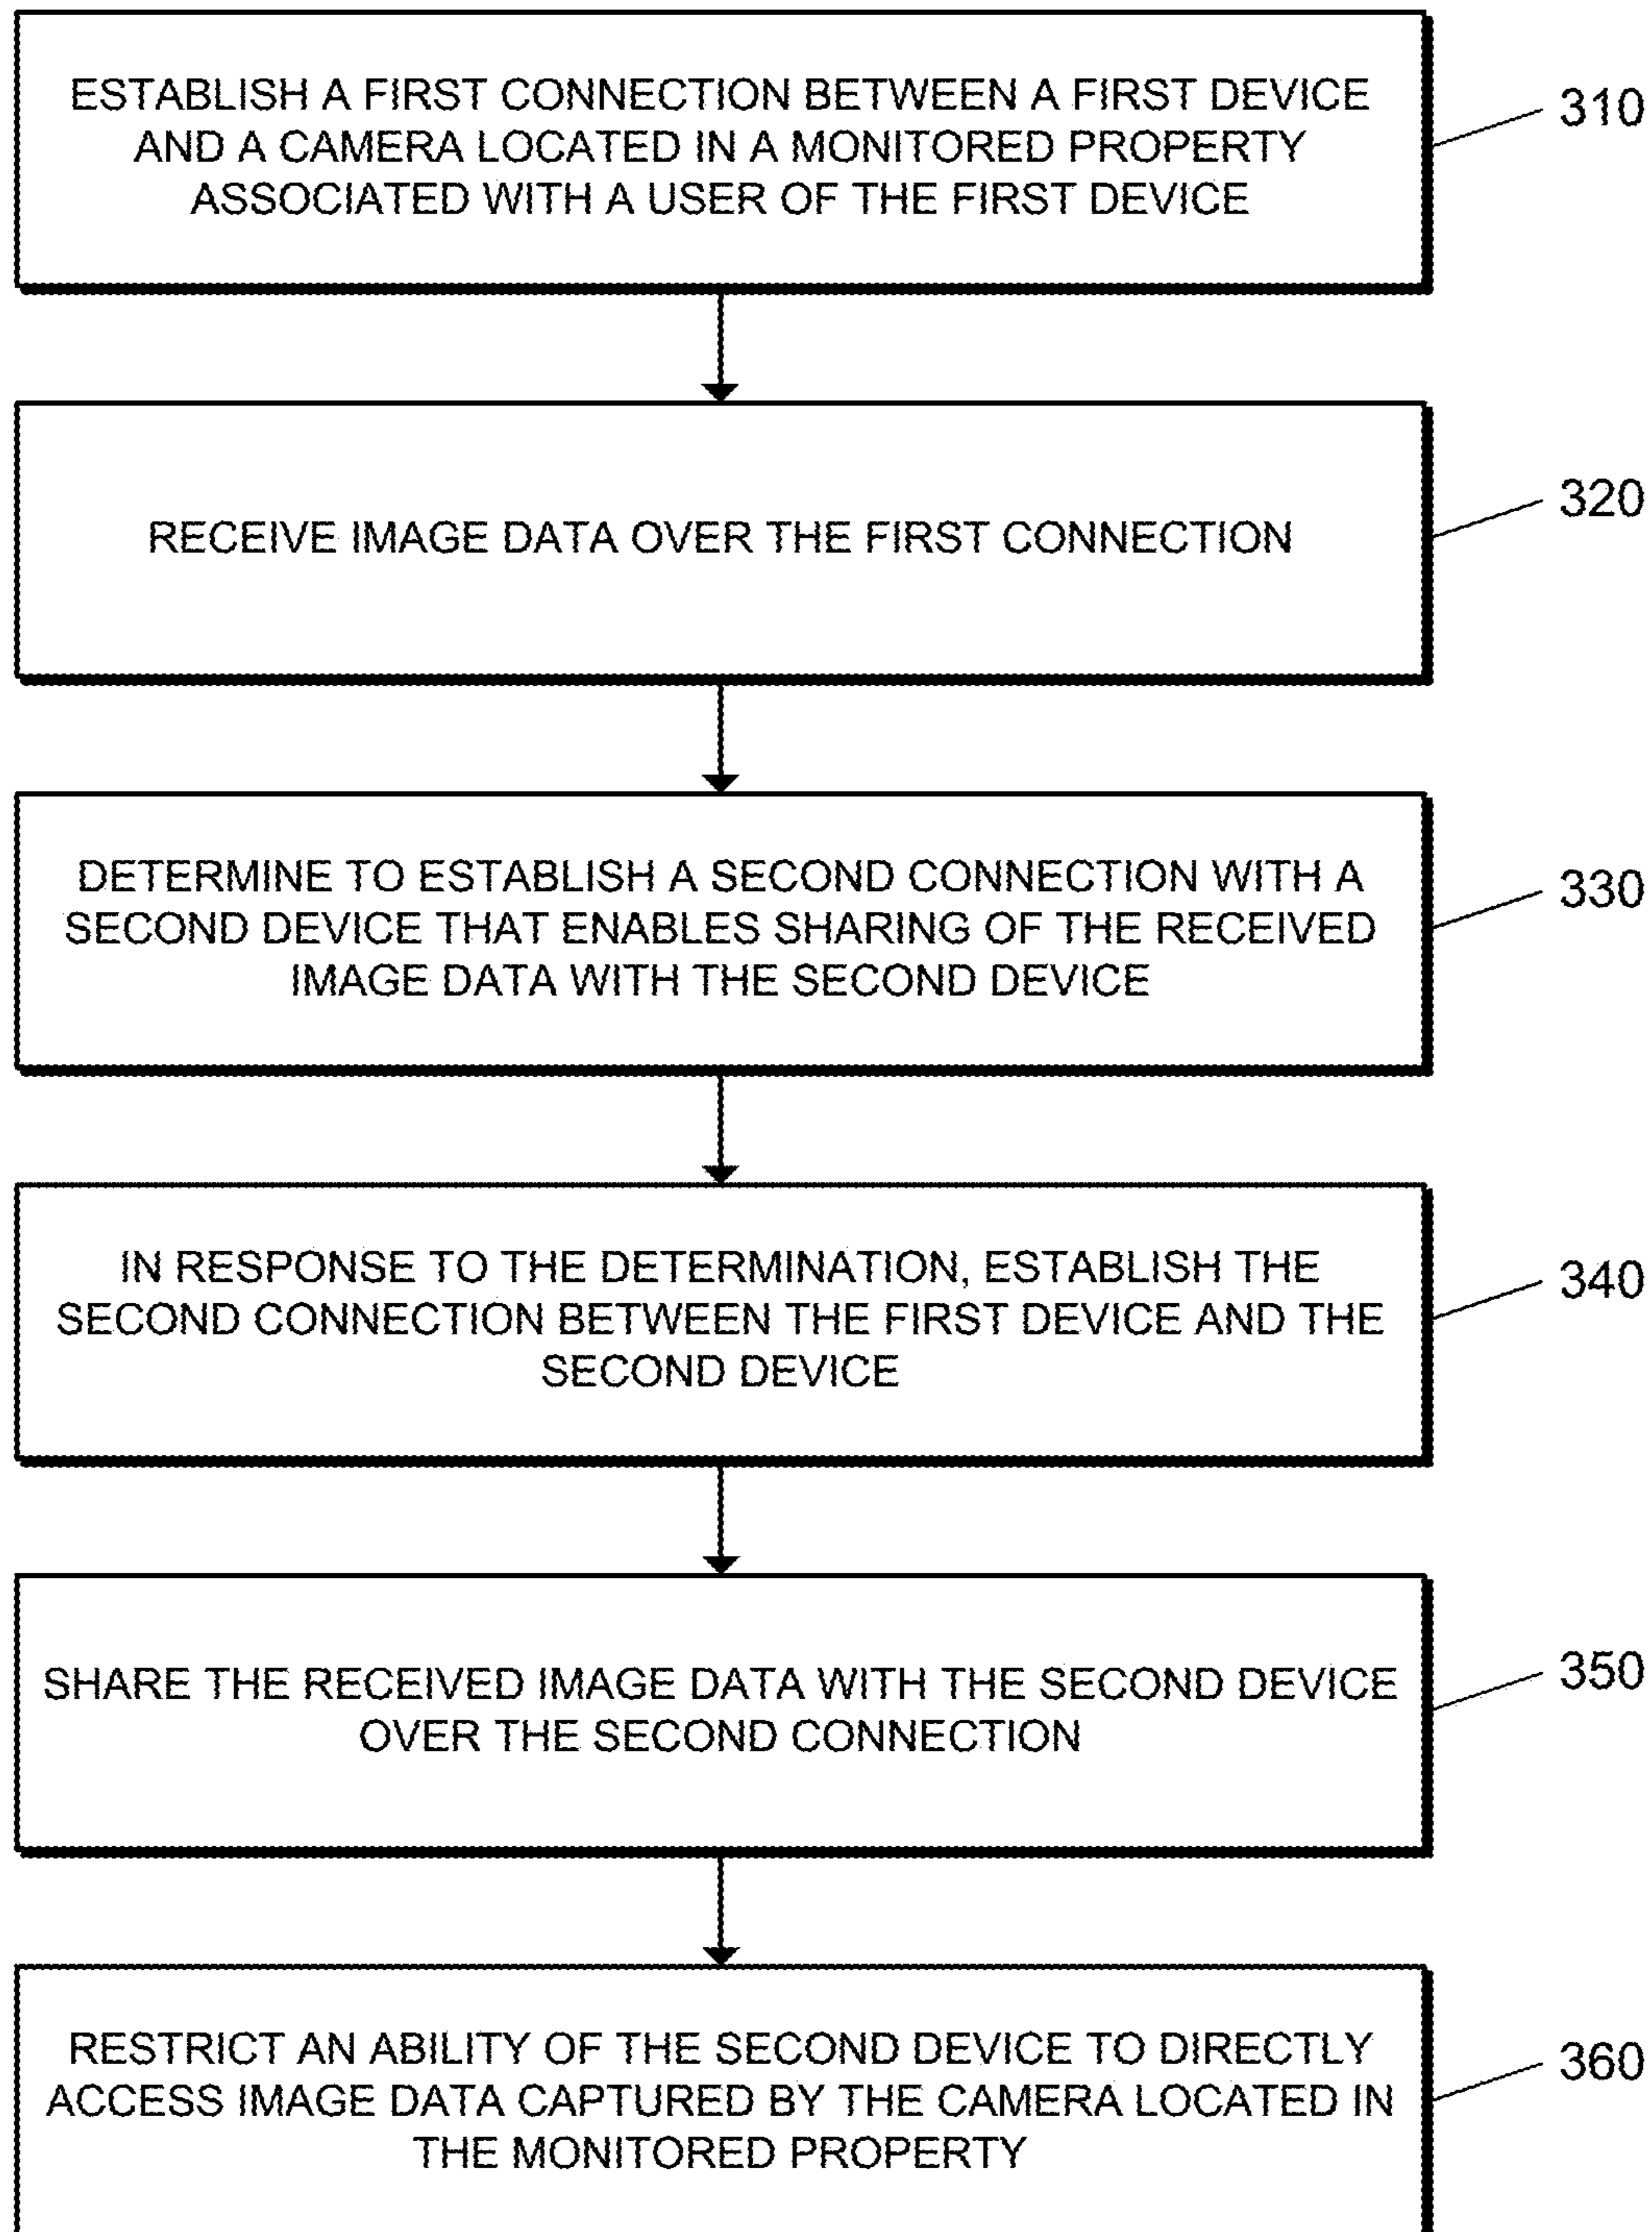 ESTABLISH A FIRST CONNECTION BETWEEN A FIRST DEVICE
AND A CAMERA LOCATED IN A MONITORED PROPERTY
ASSOCIATED WITH A USER OF THE FIRST DEVICE
310
RECEIVE IMAGE DATA OVER THE FIRST CONNECTION
320
DETERMINE TO ESTABLISH A SECOND CONNECTION WITH A
SECOND DEVICE THAT ENABLES SHARING OF THE RECEIVED
IMAGE DATA WITH THE SECOND DEVICE
330
IN RESPONSE TO THE DETERMINATION, ESTABLISH THE
SECOND CONNECTION BETWEEN THE FIRST DEVICE AND THE
SECOND DEVICE
340
SHARE THE RECEIVED IMAGE DATA WITH THE SECOND DEVICE
OVER THE SECOND CONNECTION
350
RESTRICT AN ABILITY OF THE SECOND DEVICE TO DIRECTLY
ACCESS IMAGE DATA CAPTURED BY THE CAMERA LOCATED IN
THE MONITORED PROPERTY
360